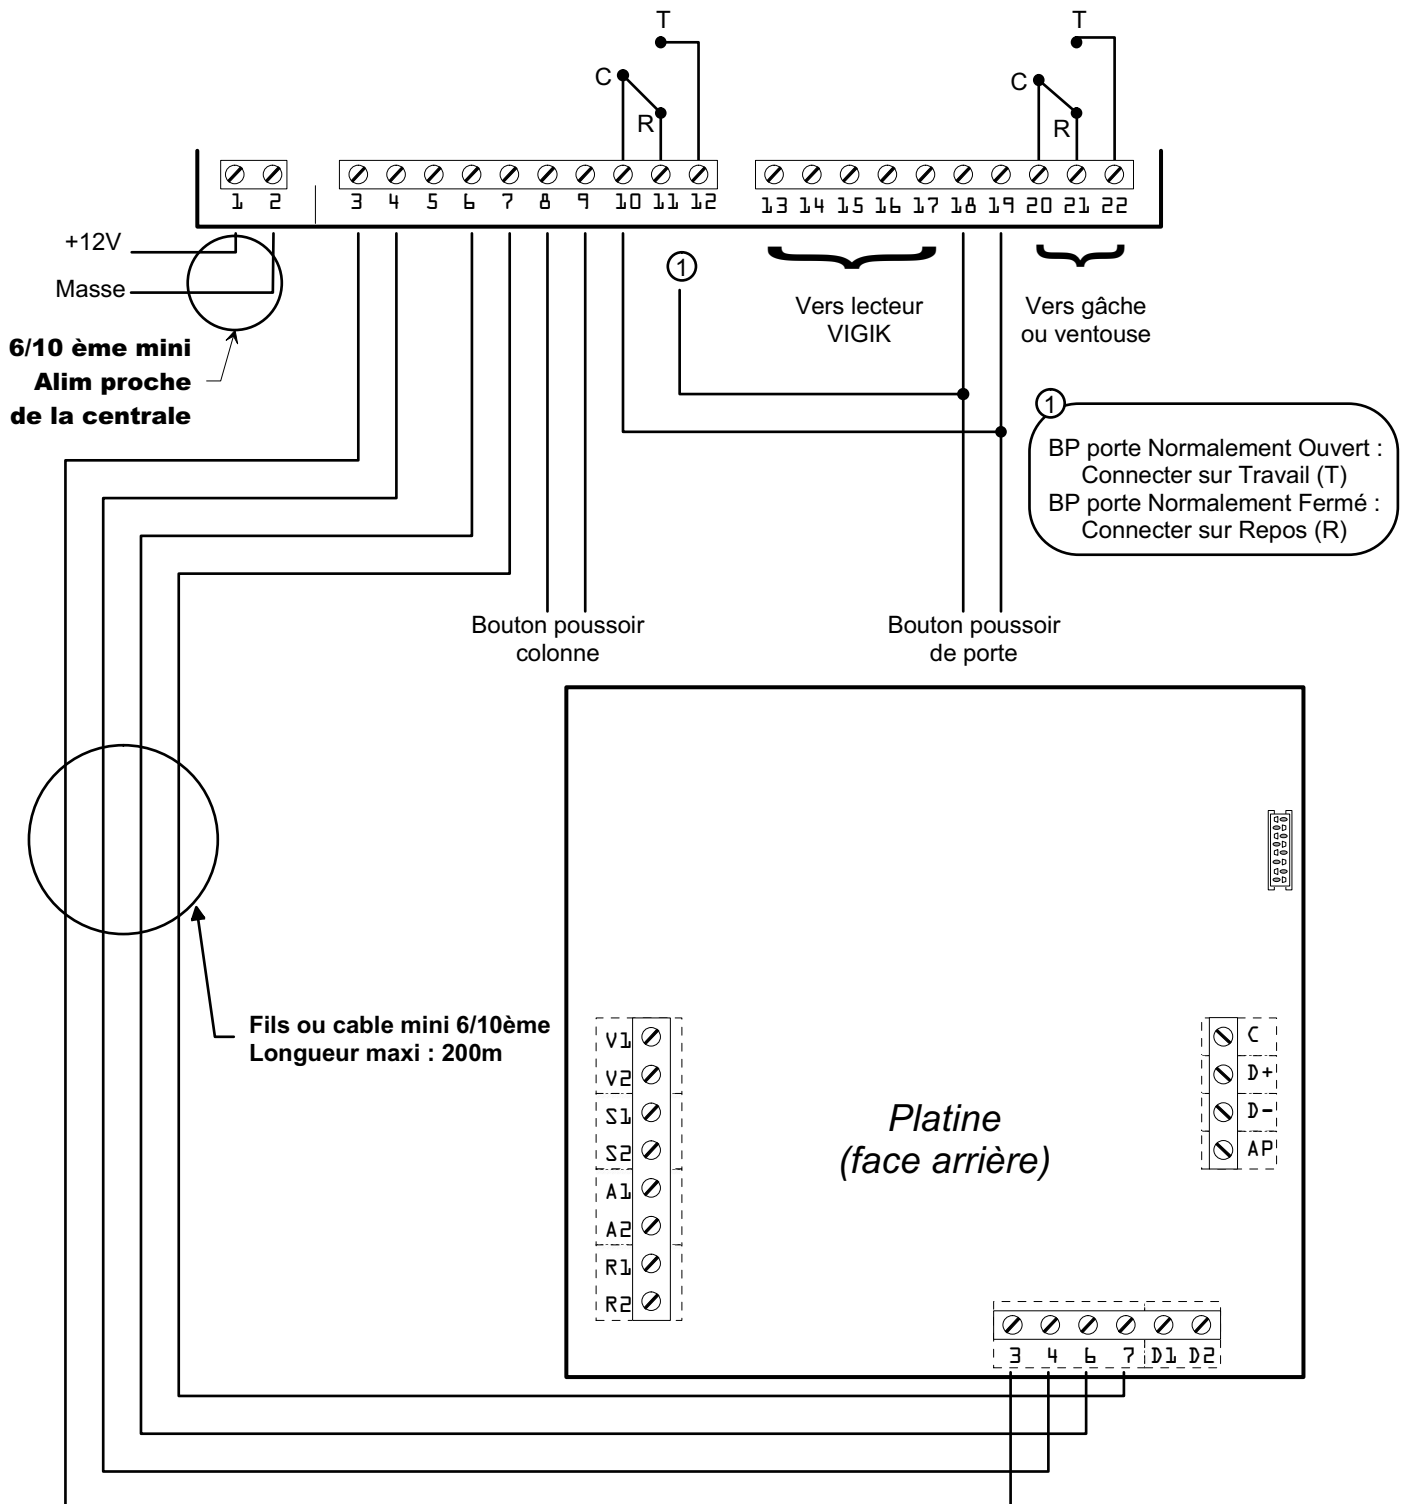 T
T
C
R
C
R
1 2
3 4 5 6 7 8 9 10 11 12
13 14 15 16 17 18 19 20 21 22
+12V
Masse
6/10 ème mini
Alim proche
de la centrale
1
Vers lecteur
VIGIK
Vers gâche
ou ventouse
1
BP porte Normalement Ouvert :
Connecter sur Travail (T)
BP porte Normalement Fermé :
Connecter sur Repos (R)
Bouton poussoir
colonne
Bouton poussoir
de porte
Fils ou cable mini 6/10ème
Longueur maxi : 200m
V1
V2
S1
S2
A1
A2
R1
R2
Platine
(face arrière)
C
D+
D-
AP
3 4 6 7 D1 D2